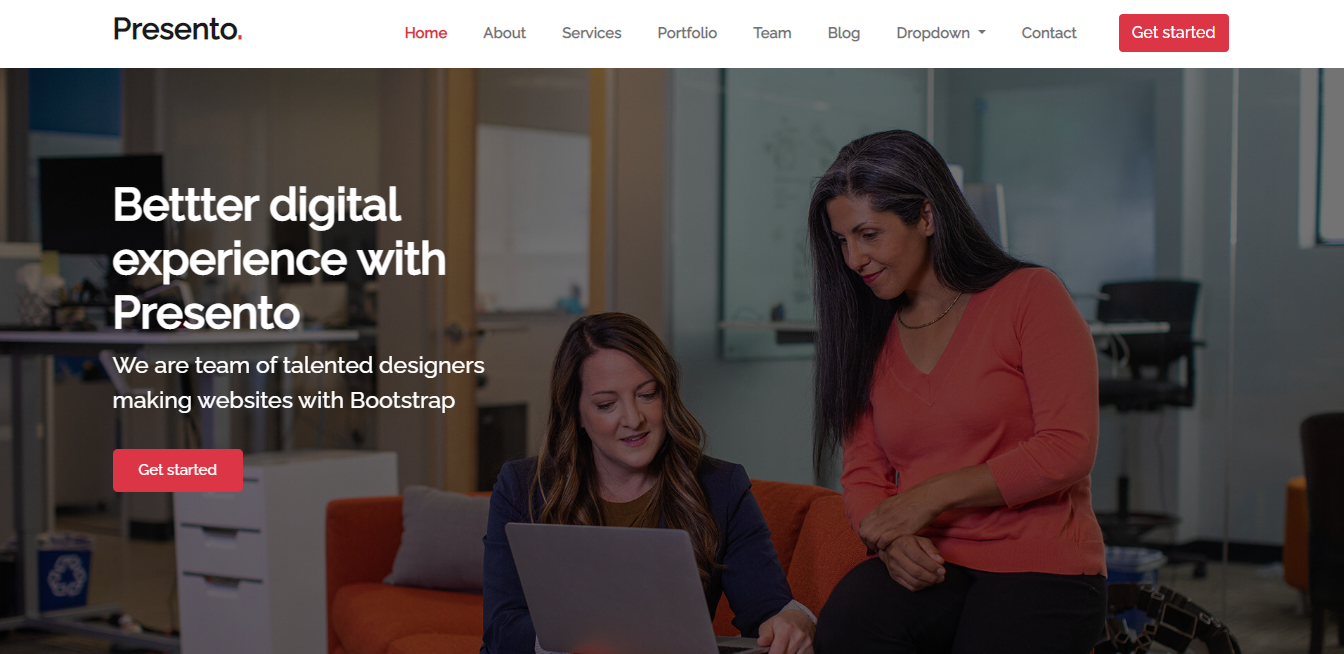 Presento.
Home About Services Portfolio Team Blog Dropdown Contact Get started
Bettter digital
experience with
Presento
We are team of talented designers
making websites with Bootstrap
Get started